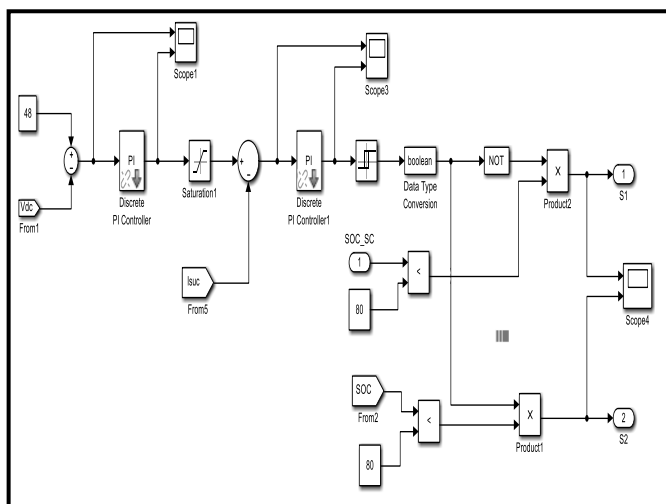 Scope1
Scope3
48
+
−
PI
Discrete
PI Controller
Saturation1
+
−
PI
Discrete
PI Controller1
boolean
Data Type
Conversion
NOT
X
Product2
1
S1
Vdc
From1
Isuc
From5
SOC_SC
1
<
80
Scope4
SOC
From2
<
80
X
Product1
2
S2